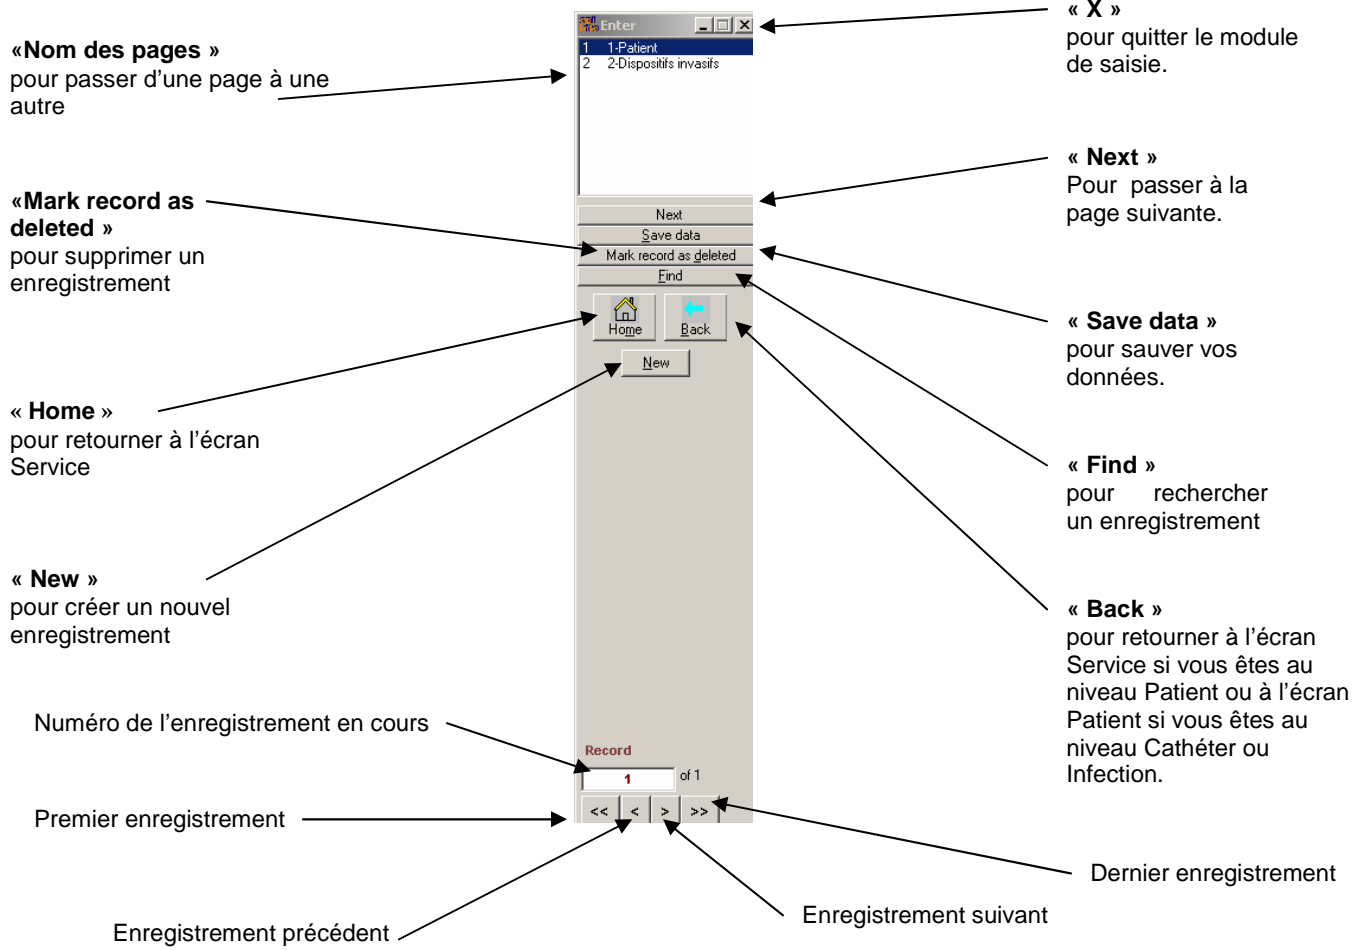 « X »
pour quitter le module
de saisie.
«Nom des pages »
pour passer d'une page à une
autre
Enter
1 1-Patient
2 2-Dispositifs invasifs
« Next »
Pour passer à la
page suivante.
«Mark record as
deleted »
pour supprimer un
enregistrement
Next
Save data
Mark record as deleted
Find
Home
Back
New
« Save data »
pour sauver vos
données.
« Home »
pour retourner à l'écran
Service
« Find »
pour rechercher
un enregistrement
« New »
pour créer un nouvel
enregistrement
« Back »
pour retourner à l'écran
Service si vous êtes au
niveau Patient ou à l'écran
Patient si vous êtes au
niveau Cathéter ou
Infection.
Numéro de l'enregistrement en cours
Record
1 of 1
<< < > >>
Premier enregistrement
Dernier enregistrement
Enregistrement suivant
Enregistrement précédent